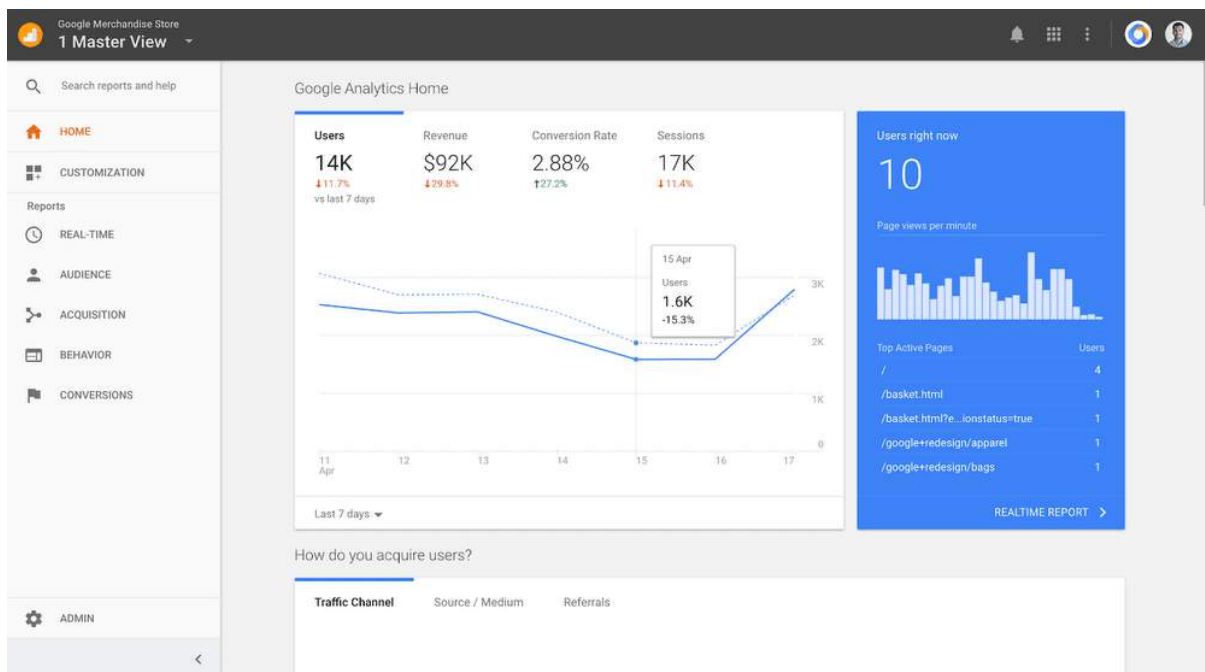 Google Merchandise Store
1 Master View
Search reports and help
HOME
CUSTOMIZATION
Reports
REAL-TIME
AUDIENCE
ACQUISITION
BEHAVIOR
CONVERSIONS
ADMIN
Google Analytics Home
Users
Revenue
Conversion Rate
Sessions
14K
$92K
2.88%
17K
↓11.7%
↓29.8%
↑27.2%
↓11.4%
vs last 7 days
15 Apr
Users
1.6K
-15.3%
3K
2K
1K
0
11 12 13 14 15 16 17
Apr
Last 7 days
Users right now
10
Page views per minute
Top Active Pages Users
/ 4
/basket.html 1
/basket.html?e...ionstatus=true 1
/google+redesign/apparel 1
/google+redesign/bags 1
REALTIME REPORT
How do you acquire users?
Traffic Channel Source / Medium Referrals